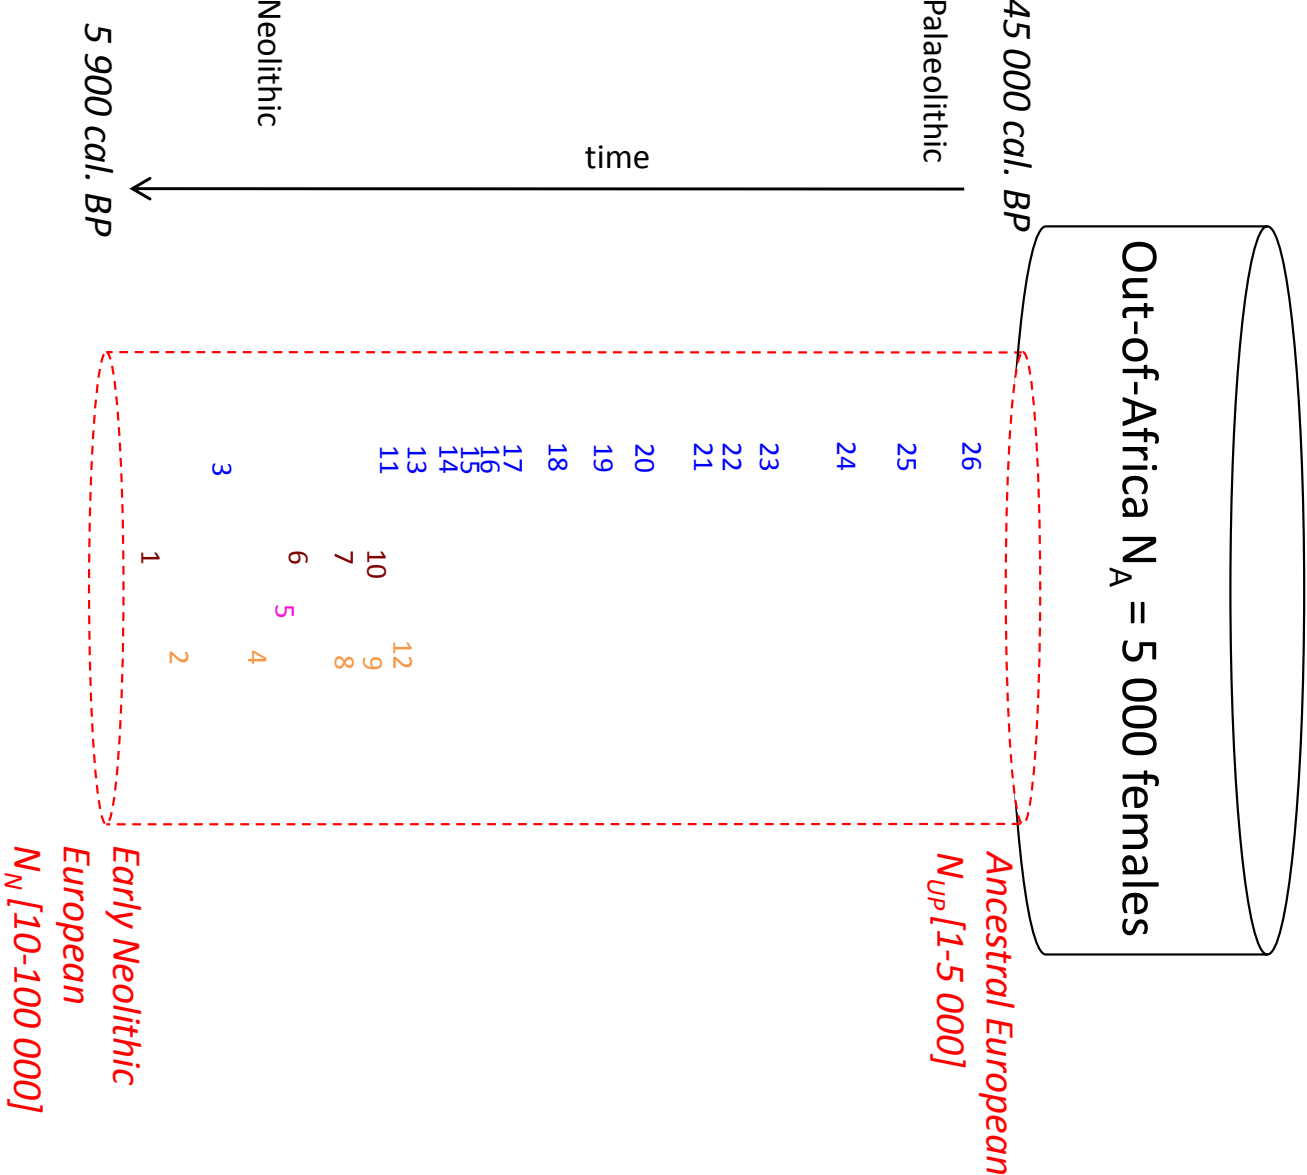 45 000 cal. BP
Out-of-Africa N_A = 5 000 females
Palaeolithic
Ancestral European
N_UP [1-5 000]
time
26
25
24
23
22
21
20
19
18
17
16
15
14
13
12
11
10
9
8
7
6
5
4
3
2
1
Neolithic
5 900 cal. BP
Early Neolithic
European
N_N [10-100 000]